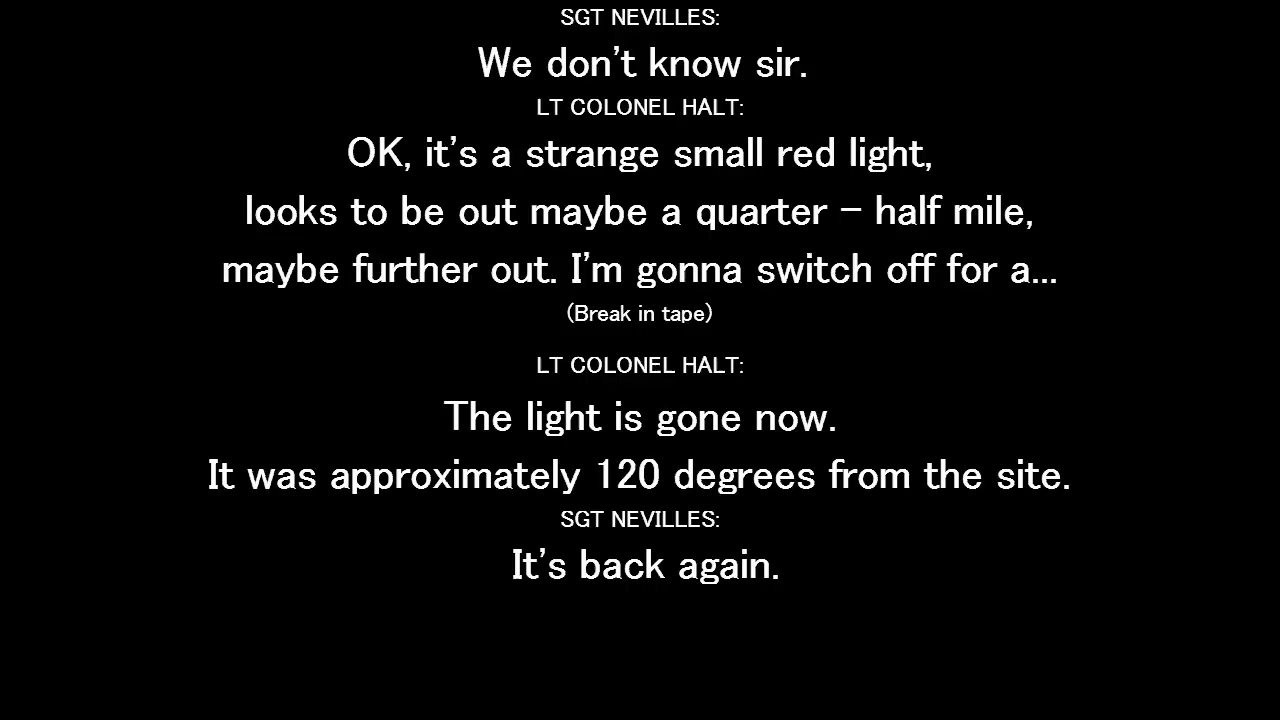 SGT NEVILLES:
We don't know sir.
LT COLONEL HALT:
OK, it's a strange small red light,
looks to be out maybe a quarter - half mile,
maybe further out. I'm gonna switch off for a...
(Break in tape)
LT COLONEL HALT:
The light is gone now.
It was approximately 120 degrees from the site.
SGT NEVILLES:
It's back again.